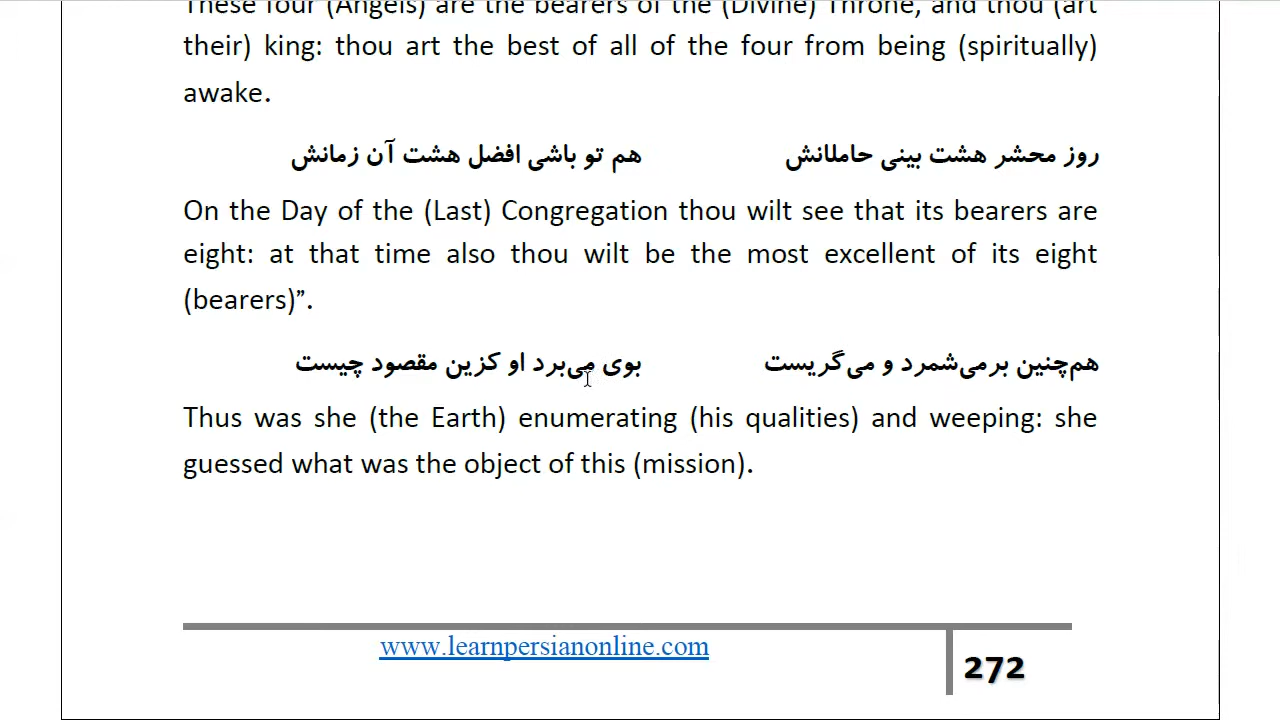 These four (Angels) are the bearers of the (Divine) Throne, and thou (art
their) king: thou art the best of all of the four from being (spiritually)
awake.
روز محشر هشت بینی حاملانش هم تو باشی افضل هشت آن زمانش
On the Day of the (Last) Congregation thou wilt see that its bearers are
eight: at that time also thou wilt be the most excellent of its eight
(bearers)”.
هم‌چنین برمی‌شمرد و می‌گریست بوی می‌برد او کزین مقصود چیست
Thus was she (the Earth) enumerating (his qualities) and weeping: she
guessed what was the object of this (mission).
www.learnpersianonline.com
272